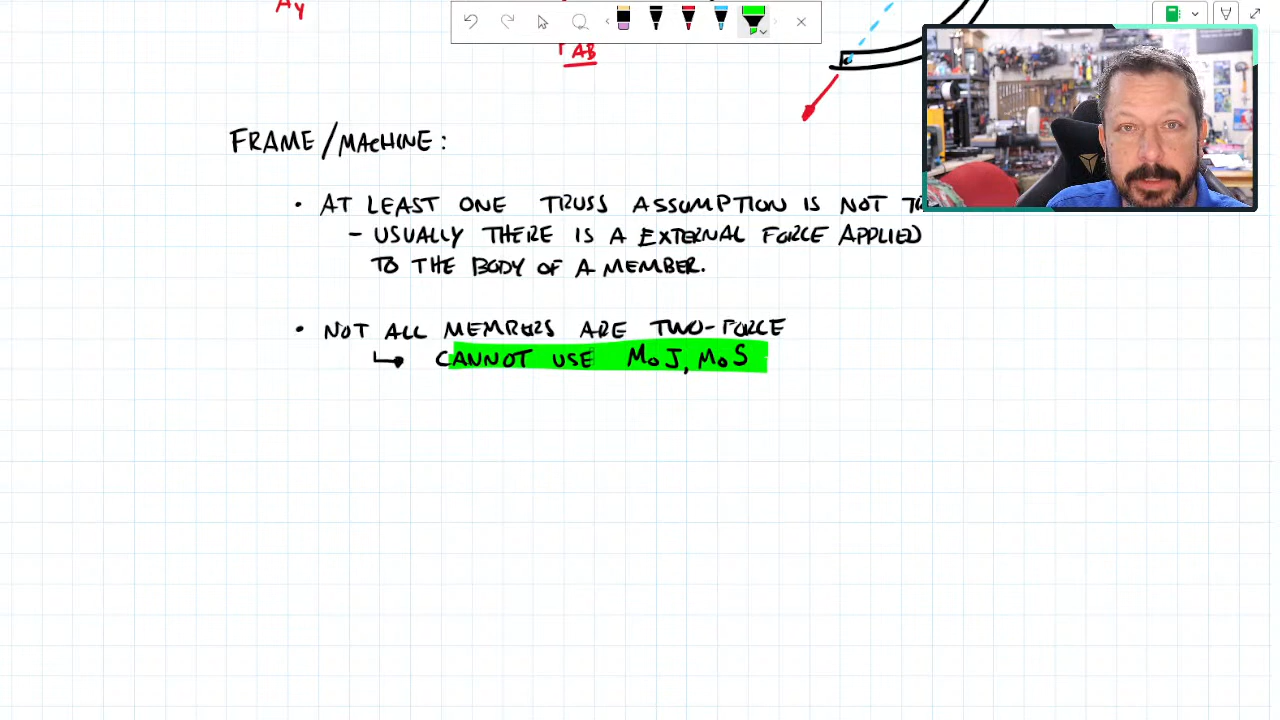 Ay
AB
FRAME/MACHINE:
• AT LEAST ONE TRUSS ASSUMPTION IS NOT
- USUALLY THERE IS A EXTERNAL FORCE APPLIED
TO THE BODY OF A MEMBER.
• NOT ALL MEMBERS ARE TWO-FORCE
CANNOT USE MoJ, MoS